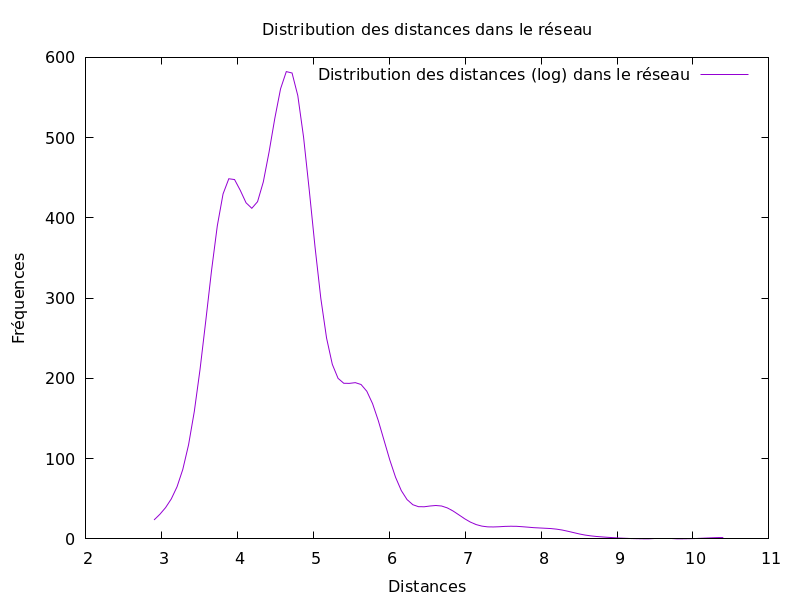 Distribution des distances dans le réseau
600
Distribution des distances (log) dans le réseau
500
400
Fréquences
300
200
100
0
2 3 4 5 6 7 8 9 10 11
Distances